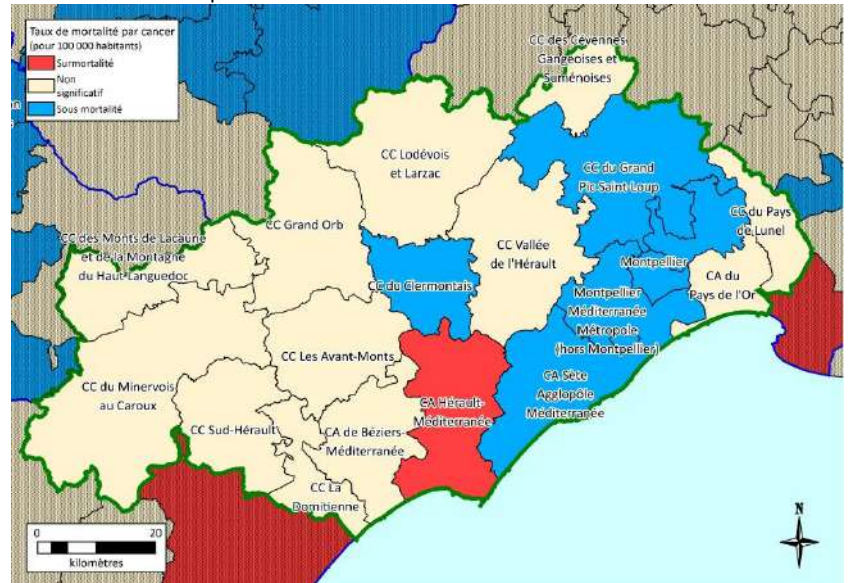 Taux de mortalité par cancer
(pour 100 000 habitants)
Surmortalité
Non
significatif
Sous mortalité
CC des Cévennes
Gangeoises et
Suménoises
CC Lodévois
et Larzac
CC du Grand
Pic Saint-Loup
CC Grand Orb
CC du Pays
de Lunel
CC des Monts de Lacaune
et de la Montagne
du Haut Languedoc
CC Vallée
de l'Hérault
Montpellier
CA du
Pays de l'Or
CC du Clermontais
Montpellier
Méditerranée
Métropole
(hors Montpellier)
CC Les Avant-Monts
CC du Minervois
au Caroux
CA Hérault-
Méditerranée
CA Sète
Agglopôle
Méditerranée
CC Sud-Hérault
CA de Béziers-
Méditerranée
CC La
Domitienne
N
0 20
kilomètres